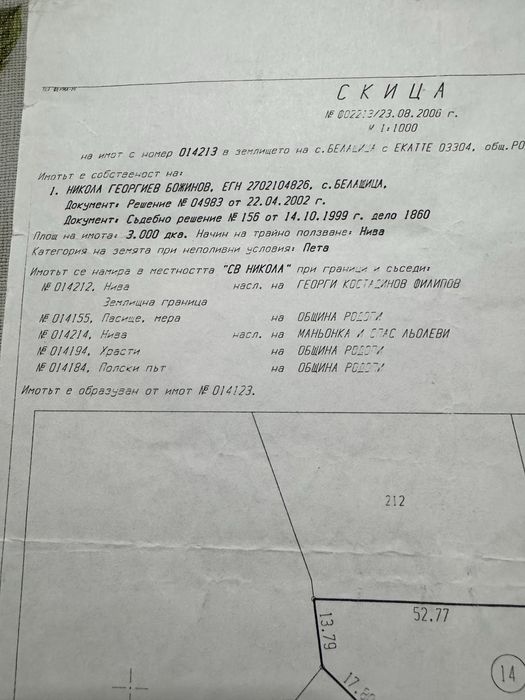 СКИЦА
№ 002213/23.08.2006 г.
М 1:1000
на имот с номер 014213 в землището на с.БЕЛАЩИЦА с ЕКАТТЕ 03304, общ.РО
Имотът е собственост на:
1. НИКОЛА ГЕОРГИЕВ БОЖИНОВ, ЕГН 2702104826, с.БЕЛАЩИЦА.
Документ: Решение № 04983 от 22.04.2002 г.
Документ: Съдебно решение № 156 от 14.10.1999 г. дело 1860
Площ на имота: 3.000 дка. Начин на трайно ползване: Нива
Категория на земята при неполивни условия: Пета
Имотът се намира в местността "СВ НИКОЛА" при граници и съседи:
№ 014212, Нива насл. на ГЕОРГИ КОСТАДИНОВ ФИЛИПОВ
Землищна граница
№ 014155, Пасище, мера на ОБЩИНА РОДОПИ
№ 014214, Нива насл. на МАНЬОНКА И СПАС ЛЬОЛЕВИ
№ 014194, Храсти на ОБЩИНА РОДОПИ
№ 014184, Полски път на ОБЩИНА РОДОПИ
Имотът е образуван от имот № 014123.
212
52.77
13.79
14